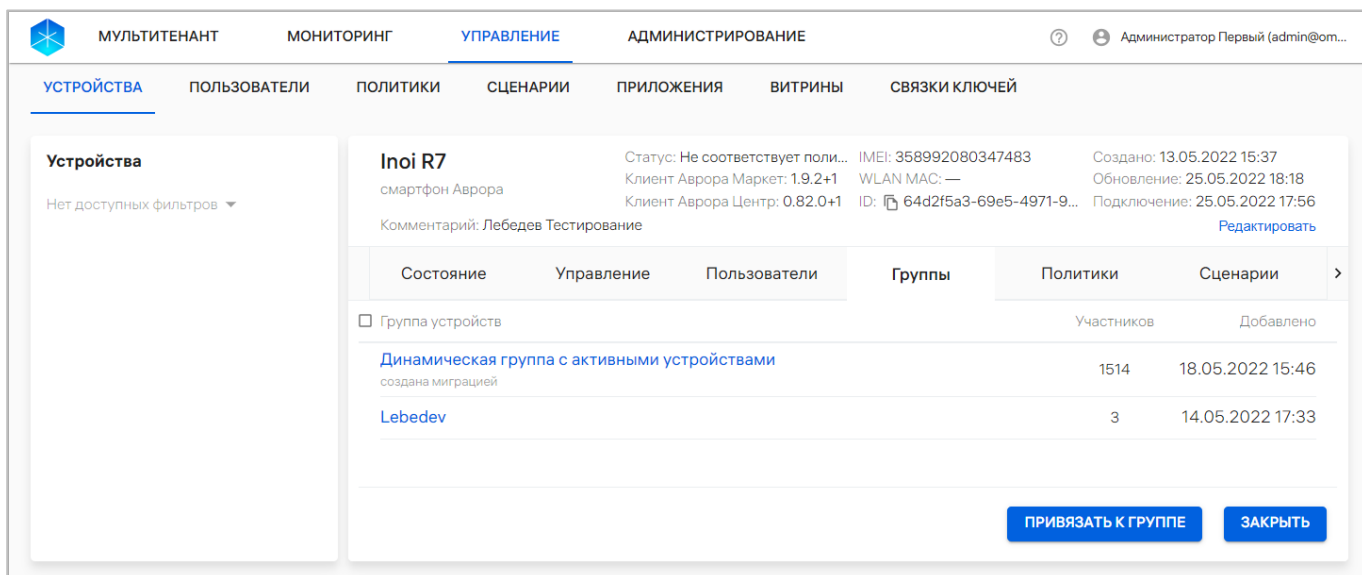 МУЛЬТИТЕНАНТ МОНИТОРИНГ УПРАВЛЕНИЕ АДМИНИСТРИРОВАНИЕ Администратор Первый (admin@om...
УСТРОЙСТВА ПОЛЬЗОВАТЕЛИ ПОЛИТИКИ СЦЕНАРИИ ПРИЛОЖЕНИЯ ВИТРИНЫ СВЯЗКИ КЛЮЧЕЙ
Устройства
Нет доступных фильтров
Inoi R7
смартфон Аврора
Комментарий: Лебедев Тестирование
Статус: Не соответствует поли...
Клиент Аврора Маркет: 1.9.2+1
Клиент Аврора Центр: 0.82.0+1
IMEI: 358992080347483
WLAN MAC: —
ID: 64d2f5a3-69e5-4971-9...
Создано: 13.05.2022 15:37
Обновление: 25.05.2022 18:18
Подключение: 25.05.2022 17:56
Редактировать
Состояние Управление Пользователи Группы Политики Сценарии
Группа устройств Участников Добавлено
Динамическая группа с активными устройствами 1514 18.05.2022 15:46
создана миграцией
Lebedev 3 14.05.2022 17:33
ПРИВЯЗАТЬ К ГРУППЕ ЗАКРЫТЬ